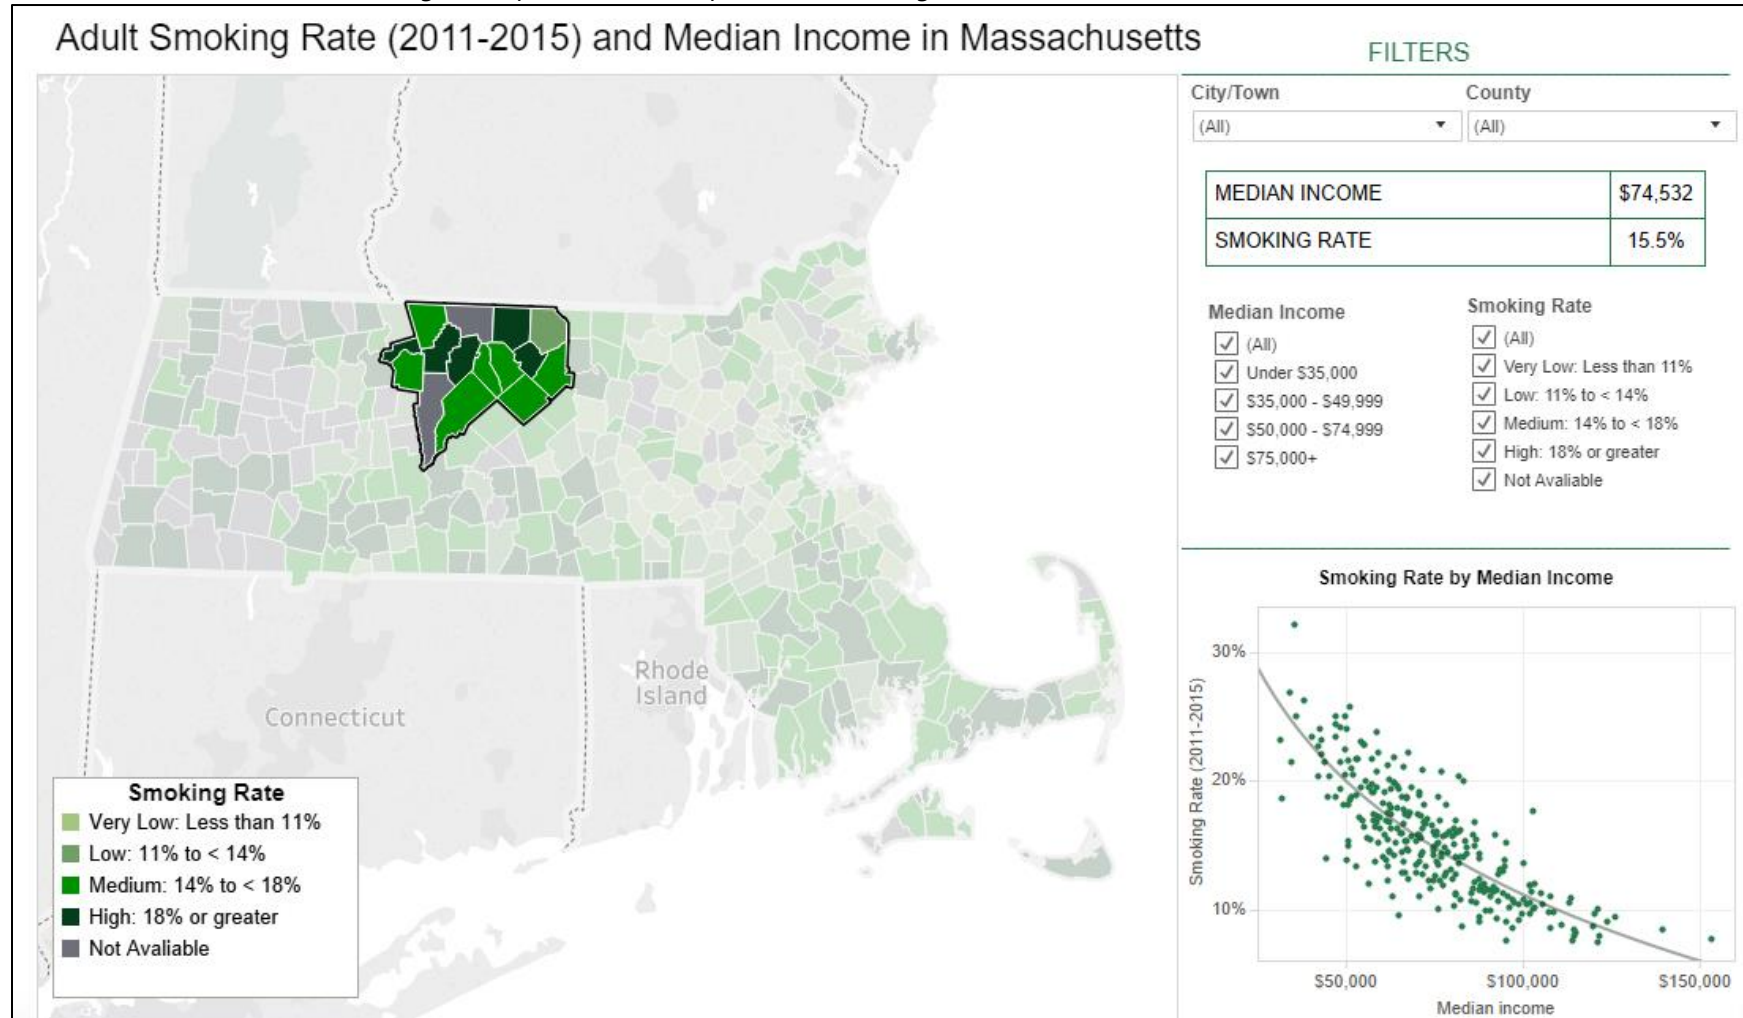 Adult Smoking Rate (2011-2015) and Median Income in Massachusetts
FILTERS
City/Town
County
(All)
(All)
MEDIAN INCOME
$74,532
SMOKING RATE
15.5%
Median Income
(All)
Under $35,000
$35,000 - $49,999
$50,000 - $74,999
$75,000+
Smoking Rate
(All)
Very Low: Less than 11%
Low: 11% to < 14%
Medium: 14% to < 18%
High: 18% or greater
Not Avaliable
Connecticut
Rhode
Island
Smoking Rate
Very Low: Less than 11%
Low: 11% to < 14%
Medium: 14% to < 18%
High: 18% or greater
Not Avaliable
Smoking Rate by Median Income
Smoking Rate (2011-2015)
30%
20%
10%
$50,000
$100,000
$150,000
Median income